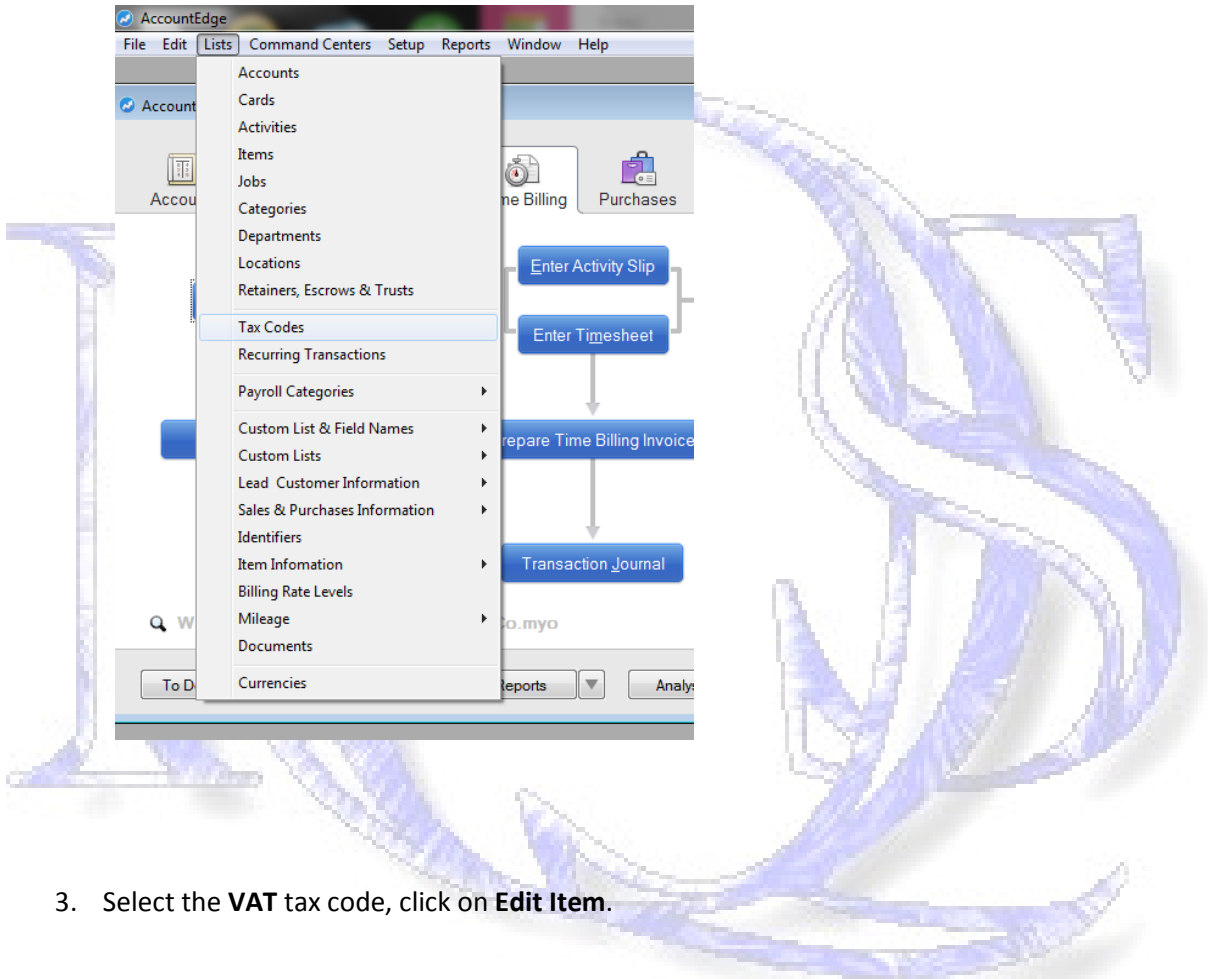 AccountEdge
File Edit Lists Command Centers Setup Reports Window Help
Accounts
Cards
Activities
Items
Jobs
Categories
Departments
Locations
Retainers, Escrows & Trusts
Tax Codes
Recurring Transactions
Payroll Categories
Custom List & Field Names
Custom Lists
Lead Customer Information
Sales & Purchases Information
Identifiers
Item Infomation
Billing Rate Levels
Mileage
Documents
Currencies
Account
Accou
me Billing
Purchases
Enter Activity Slip
Enter Timesheet
repare Time Billing Invoice
Transaction Journal
W
Co.myo
To D
Reports
Analy
3. Select the VAT tax code, click on Edit Item.